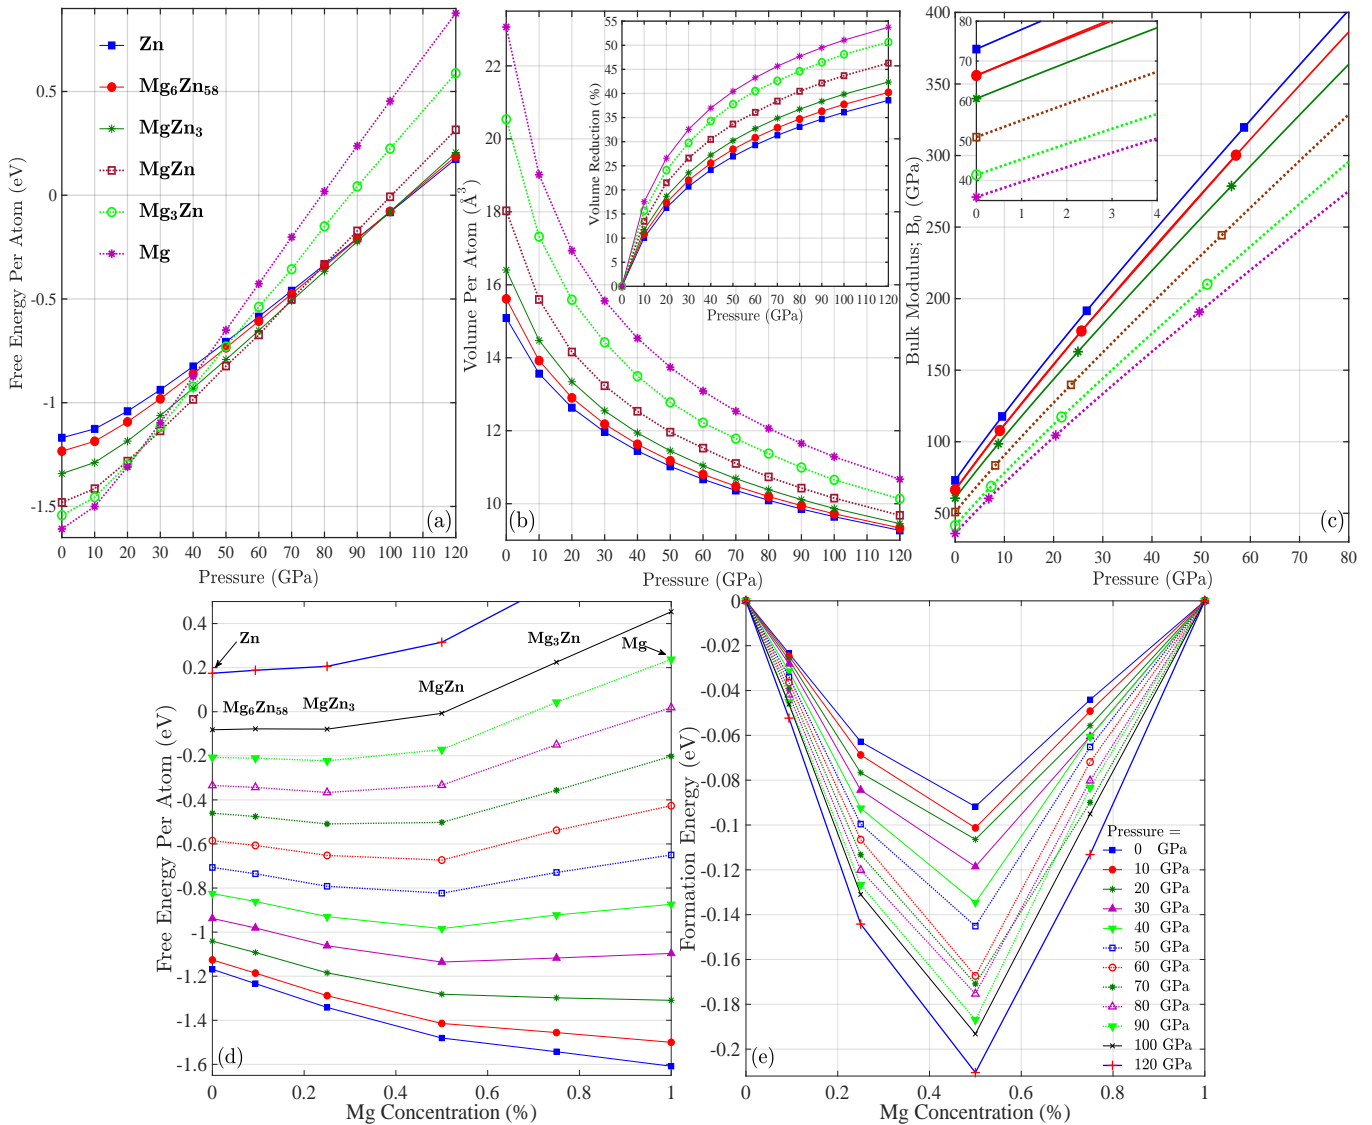 Free Energy Per Atom (eV)
0.5
0
-0.5
-1
-1.5
Zn
Mg₆Zn₅₈
MgZn₃
MgZn
Mg₃Zn
Mg
(a)
0 10 20 30 40 50 60 70 80 90 100 120
Pressure (GPa)
Volume Per Atom (Å³)
22
20
18
16
14
12
10
(b)
0 10 20 30 40 50 60 70 80 90 100 120
Pressure (GPa)
Volume Reduction (%)
55
50
45
40
35
30
25
20
15
10
5
0
0 10 20 30 40 50 60 70 80 90 100 120
Pressure (GPa)
Bulk Modulus; B₀ (GPa)
400
350
300
250
200
150
100
50
80
70
60
50
40
0 1 2 3 4
(c)
0 10 20 30 40 50 60 70 80
Pressure (GPa)
Free Energy Per Atom (eV)
0.4
0.2
0
-0.2
-0.4
-0.6
-0.8
-1
-1.2
-1.4
-1.6
Zn
Mg₆Zn₅₈
MgZn₃
MgZn
Mg₃Zn
Mg
(d)
0 0.2 0.4 0.6 0.8 1
Mg Concentration (%)
Formation Energy (eV)
0
-0.02
-0.04
-0.06
-0.08
-0.1
-0.12
-0.14
-0.16
-0.18
-0.2
Pressure =
0 GPa
10 GPa
20 GPa
30 GPa
40 GPa
50 GPa
60 GPa
70 GPa
80 GPa
90 GPa
100 GPa
120 GPa
(e)
0 0.2 0.4 0.6 0.8 1
Mg Concentration (%)